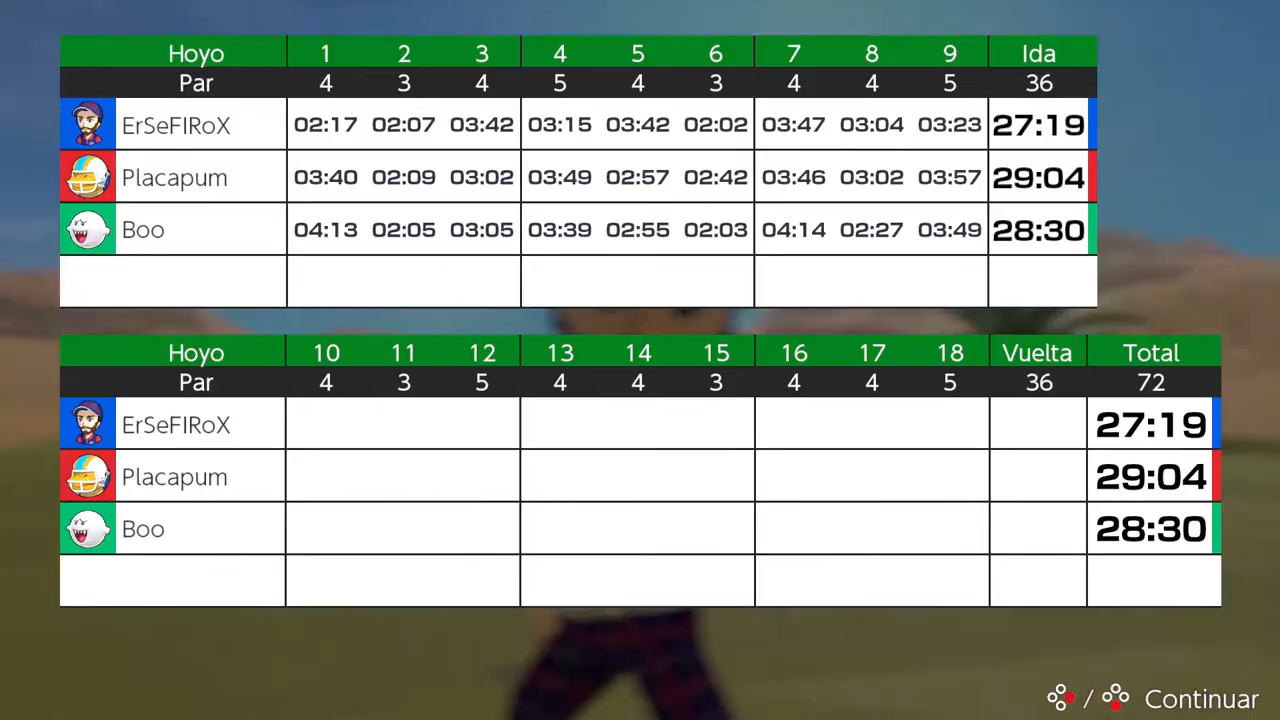 Hoyo 1 2 3 4 5 6 7 8 9 Ida
Par 4 3 4 5 4 3 4 4 5 36
ErSeFIRoX 02:17 02:07 03:42 03:15 03:42 02:02 03:47 03:04 03:23 27:19
Placapum 03:40 02:09 03:02 03:49 02:57 02:42 03:46 03:02 03:57 29:04
Boo 04:13 02:05 03:05 03:39 02:55 02:03 04:14 02:27 03:49 28:30
Hoyo 10 11 12 13 14 15 16 17 18 Vuelta Total
Par 4 3 5 4 4 3 4 4 5 36 72
ErSeFIRoX 27:19
Placapum 29:04
Boo 28:30
/ Continuar